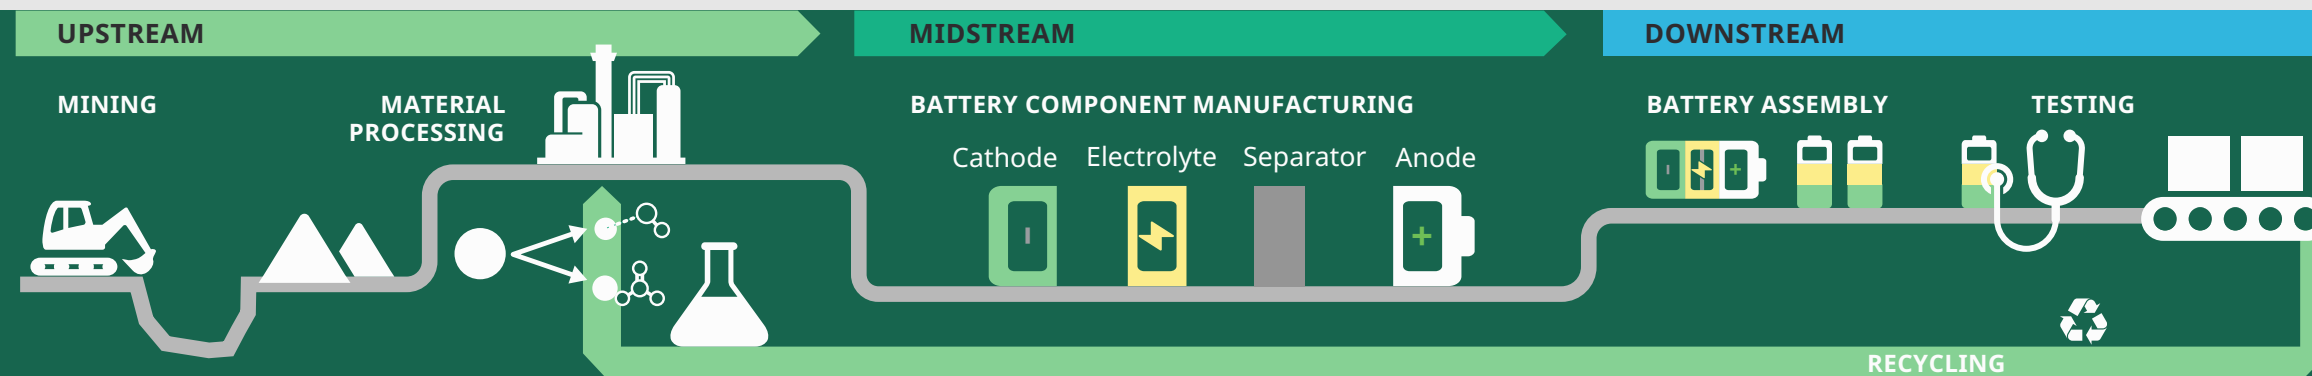 UPSTREAM
MIDSTREAM
DOWNSTREAM
MINING
MATERIAL
PROCESSING
BATTERY COMPONENT MANUFACTURING
Cathode
Electrolyte
Separator
Anode
BATTERY ASSEMBLY
TESTING
RECYCLING